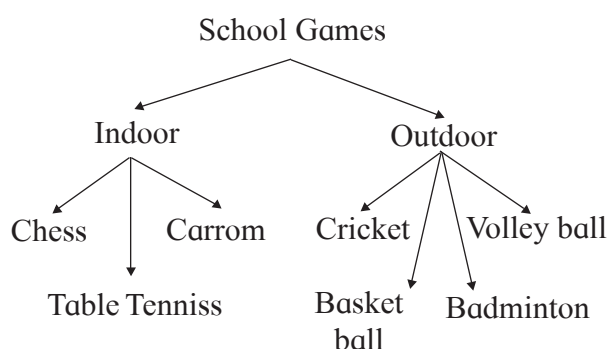 School Games
Indoor
Outdoor
Chess
Carrom
Cricket
Volley ball
Table Tenniss
Basket
ball
Badminton